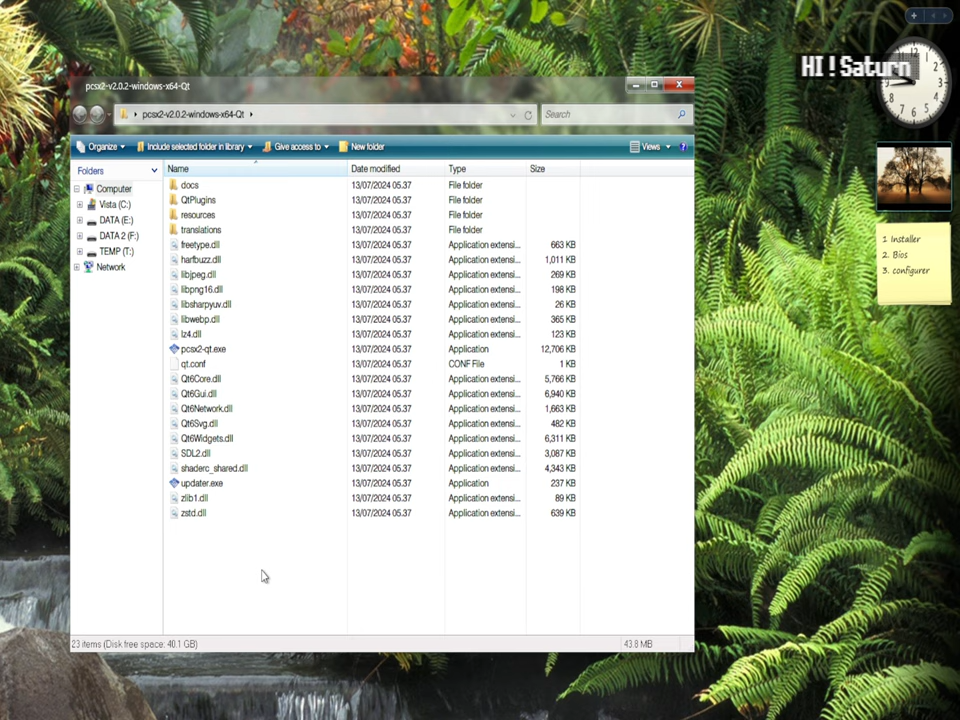 HI ! Saturn
pcsx2-v2.0.2-windows-x64-Qt
pcsx2-v2.0.2-windows-x64-Qt
Search
Organize Include selected folder in library Give access to New folder Views
Folders Name Date modified Type Size
Computer
Vista (C:)
DATA (E:)
DATA 2 (F:)
TEMP (T:)
Network
docs 13/07/2024 05.37 File folder
QtPlugins 13/07/2024 05.37 File folder
resources 13/07/2024 05.37 File folder
translations 13/07/2024 05.37 File folder
freetype.dll 13/07/2024 05.37 Application extensi... 663 KB
harfbuzz.dll 13/07/2024 05.37 Application extensi... 1,011 KB
libjpeg.dll 13/07/2024 05.37 Application extensi... 269 KB
libpng16.dll 13/07/2024 05.37 Application extensi... 198 KB
libsharpyuv.dll 13/07/2024 05.37 Application extensi... 26 KB
libwebp.dll 13/07/2024 05.37 Application extensi... 365 KB
lz4.dll 13/07/2024 05.37 Application extensi... 123 KB
pcsx2-qt.exe 13/07/2024 05.37 Application 12,706 KB
qt.conf 13/07/2024 05.37 CONF File 1 KB
Qt6Core.dll 13/07/2024 05.37 Application extensi... 5,766 KB
Qt6Gui.dll 13/07/2024 05.37 Application extensi... 6,940 KB
Qt6Network.dll 13/07/2024 05.37 Application extensi... 1,663 KB
Qt6Svg.dll 13/07/2024 05.37 Application extensi... 482 KB
Qt6Widgets.dll 13/07/2024 05.37 Application extensi... 6,311 KB
SDL2.dll 13/07/2024 05.37 Application extensi... 3,087 KB
shaderc_shared.dll 13/07/2024 05.37 Application extensi... 4,343 KB
updater.exe 13/07/2024 05.37 Application 237 KB
zlib1.dll 13/07/2024 05.37 Application extensi... 89 KB
zstd.dll 13/07/2024 05.37 Application extensi... 639 KB
23 items (Disk free space: 40.1 GB) 43.8 MB
12
2
3
4
5
6
7
8
1 Installer
2. Bios
3. configurer